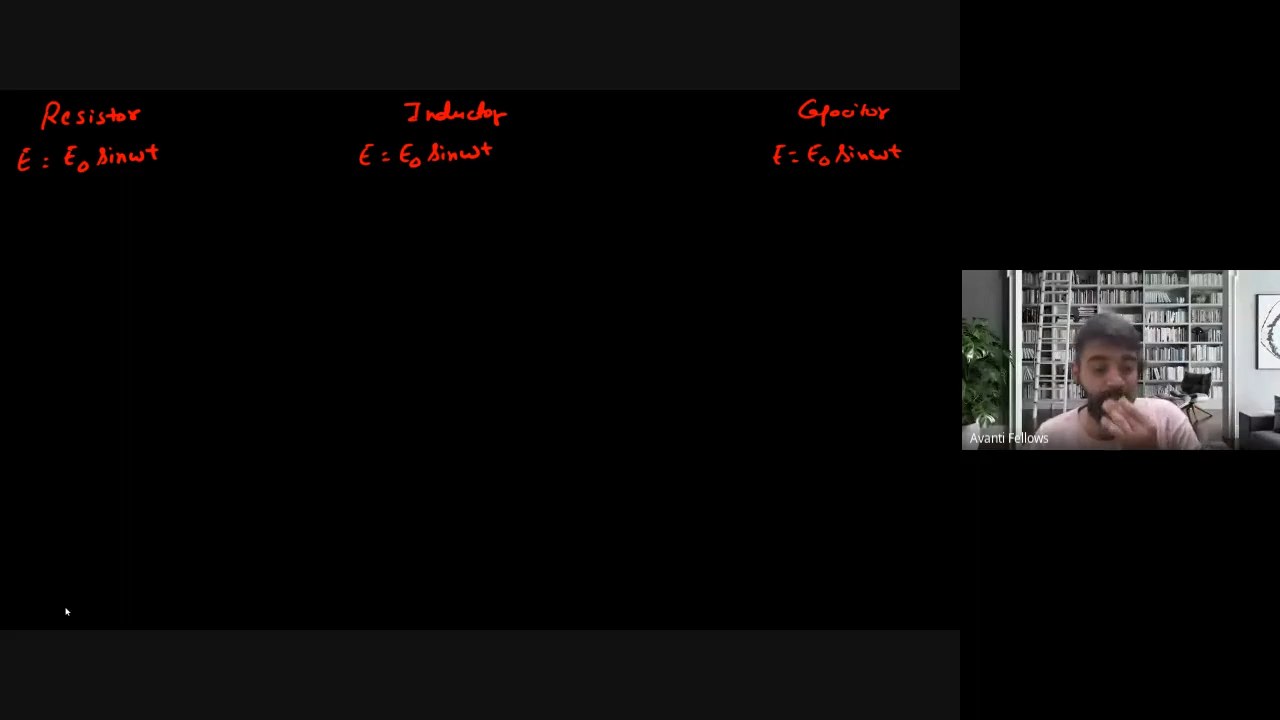 Resistor Inductor Capacitor
E = E₀ sinωt E = E₀ sinωt E = E₀ sinωt
Avanti Fellows